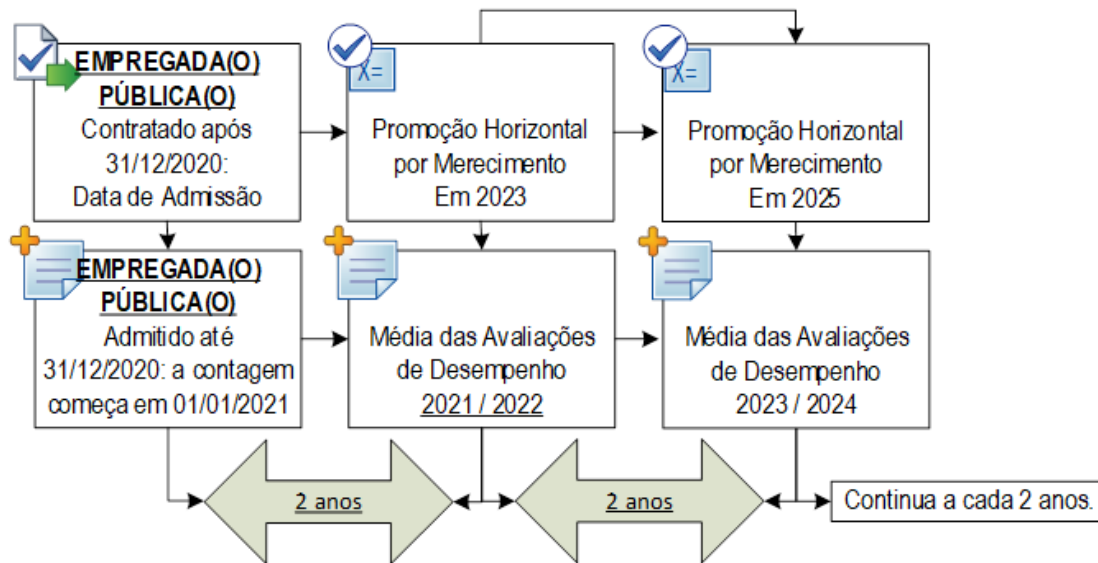 EMPREGADA(O)
PÚBLICA(O)
Contratado após
31/12/2020:
Data de Admissão
X=
Promoção Horizontal
por Merecimento
Em 2023
X=
Promoção Horizontal
por Merecimento
Em 2025
EMPREGADA(O)
PÚBLICA(O)
Admitido até
31/12/2020: a contagem
começa em 01/01/2021
Média das Avaliações
de Desempenho
2021 / 2022
Média das Avaliações
de Desempenho
2023 / 2024
2 anos
2 anos
Continua a cada 2 anos.